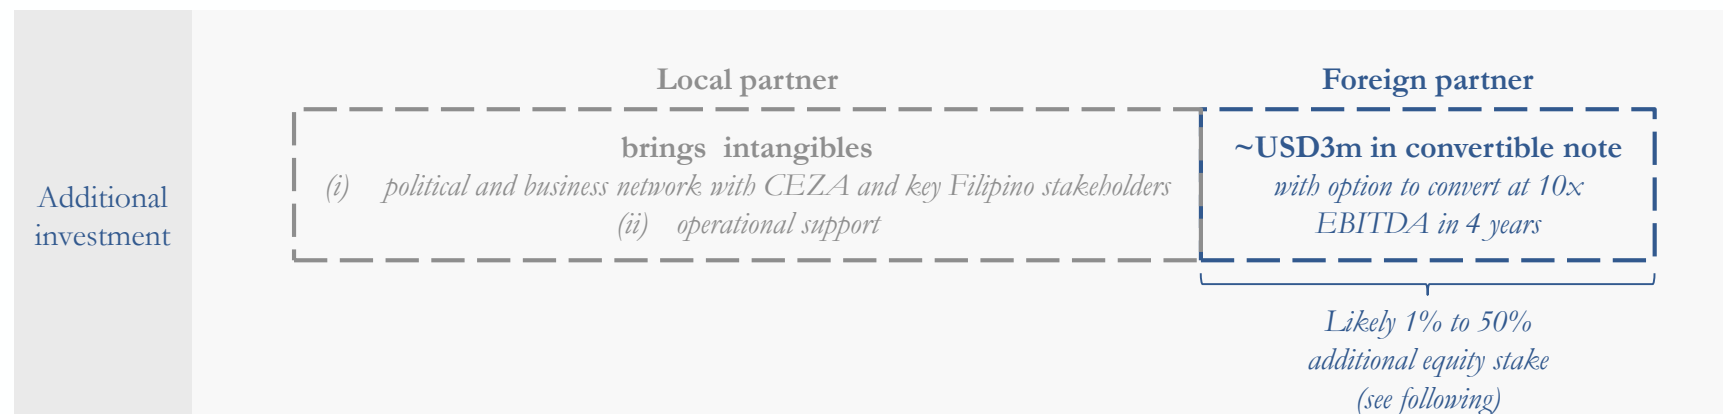 Additional
investment
Local partner
brings  intangibles
(i) political and business network with CEZA and key Filipino stakeholders
(ii) operational support
Foreign partner
~USD3m in convertible note
with option to convert at 10x
EBITDA in 4 years
Likely 1% to 50%
additional equity stake
(see following)